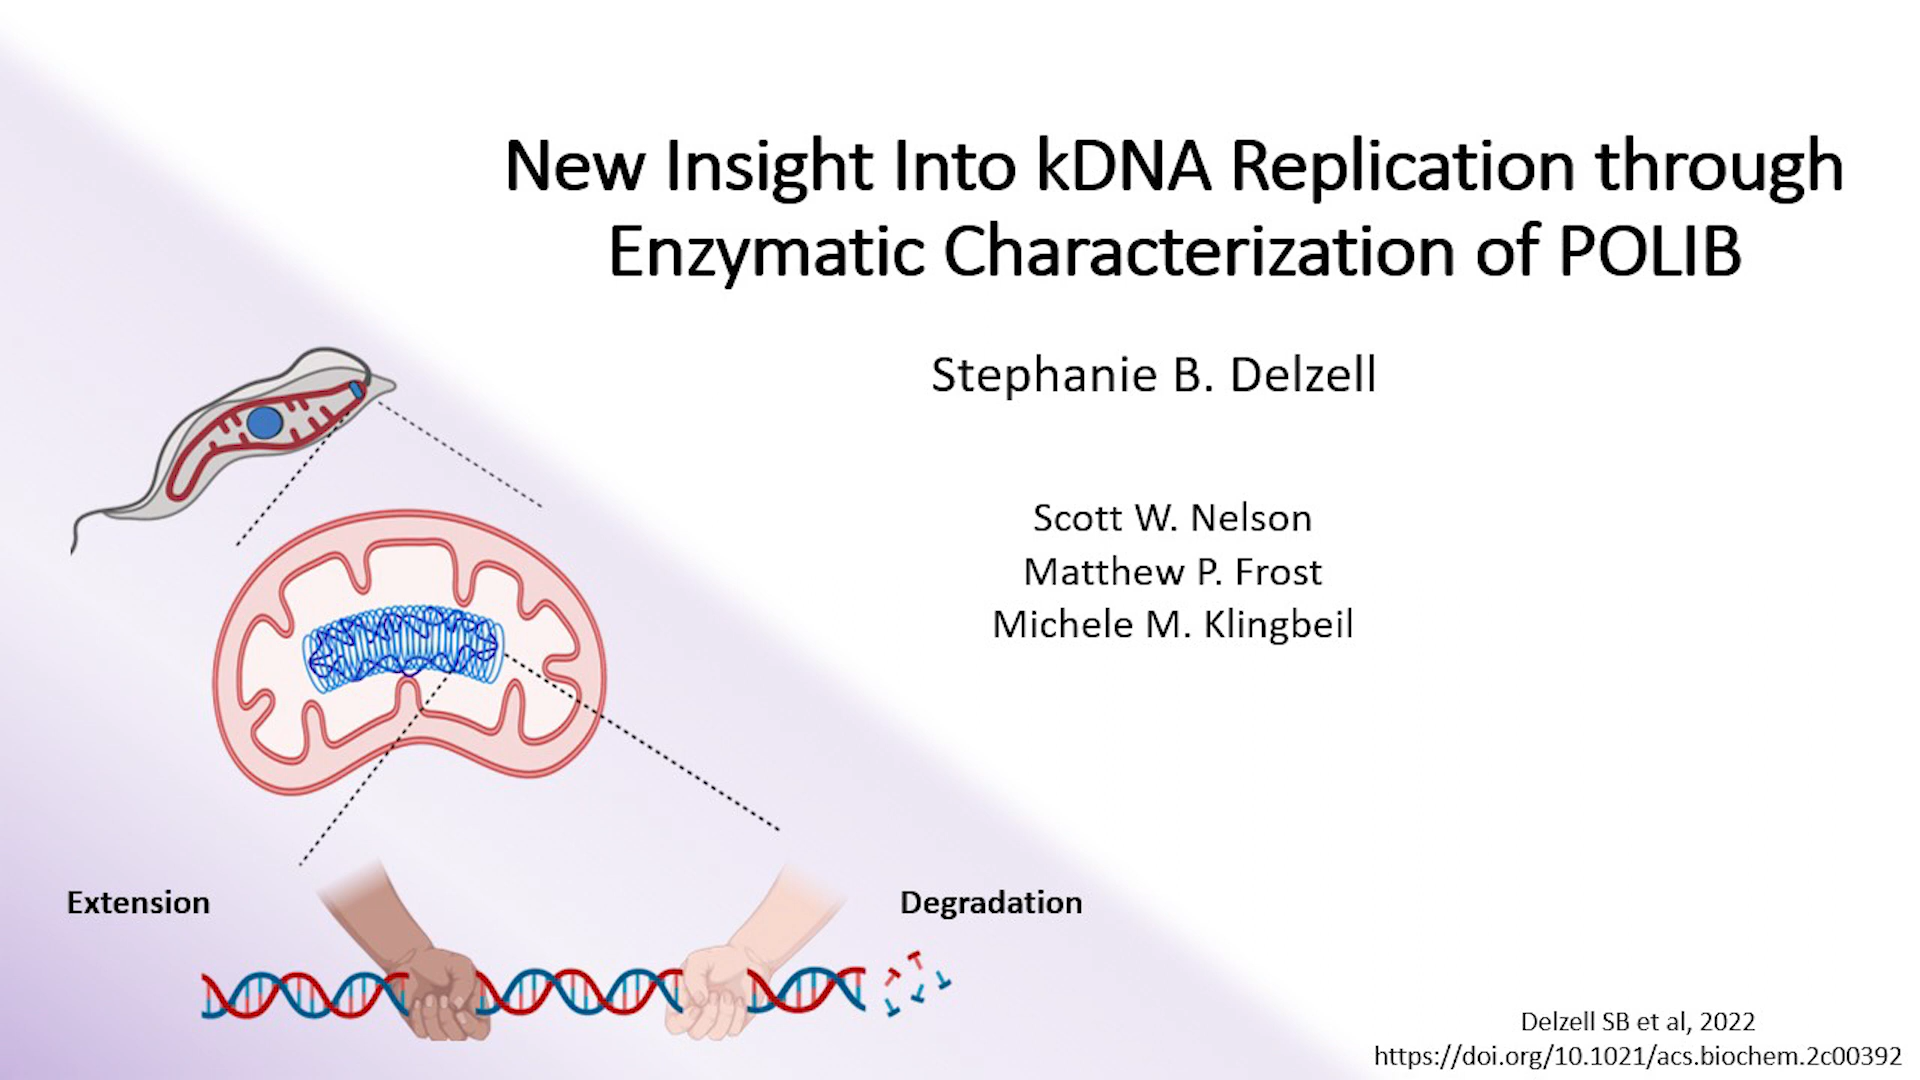 New Insight Into kDNA Replication through
Enzymatic Characterization of POLIB
Stephanie B. Delzell
Scott W. Nelson
Matthew P. Frost
Michele M. Klingbeil
Extension
Degradation
Delzell SB et al, 2022
https://doi.org/10.1021/acs.biochem.2c00392